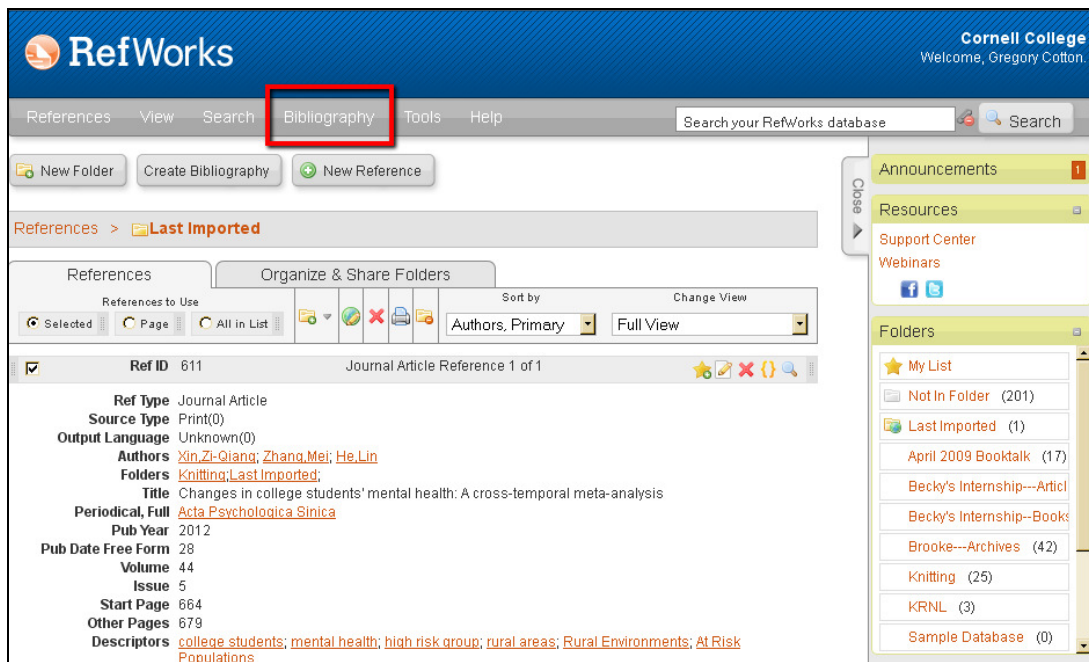 RefWorks
Cornell College
Welcome, Gregory Cotton.
References View Search Bibliography Tools Help
Search your RefWorks database
Search
New Folder
Create Bibliography
New Reference
Close
References > Last Imported
References
Organize & Share Folders
References to Use
Selected
Page
All in List
Sort by
Authors, Primary
Change View
Full View
Ref ID 611
Journal Article Reference 1 of 1
Ref Type Journal Article
Source Type Print(0)
Output Language Unknown(0)
Authors Xin,Zi-Qiang; Zhang,Mei; He,Lin
Folders Knitting;Last Imported;
Title Changes in college students' mental health: A cross-temporal meta-analysis
Periodical, Full Acta Psychologica Sinica
Pub Year 2012
Pub Date Free Form 28
Volume 44
Issue 5
Start Page 664
Other Pages 679
Descriptors college students; mental health; high risk group; rural areas; Rural Environments; At Risk
Populations
Announcements 1
Resources
Support Center
Webinars
Folders
My List
Not In Folder (201)
Last Imported (1)
April 2009 Booktalk (17)
Becky's Internship---Articl
Becky's Internship--Books
Brooke---Archives (42)
Knitting (25)
KRNL (3)
Sample Database (0)